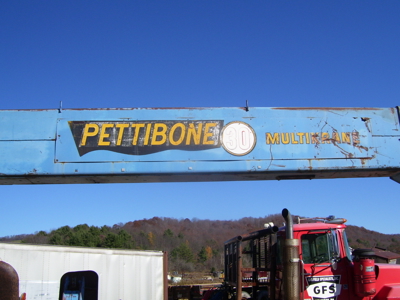 PETTIBONE 30 MULTIKRANE
GFS